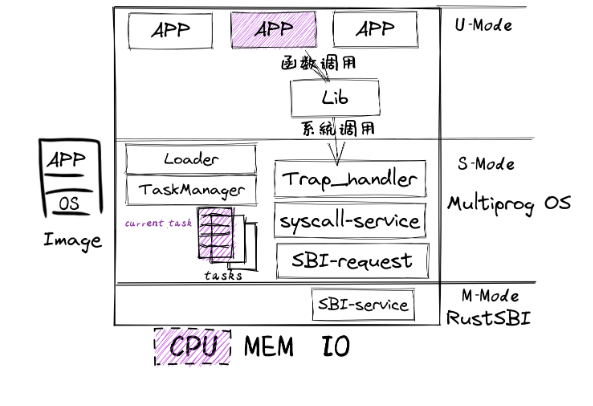 APP
APP
APP
U-Mode
函数调用
Lib
系统调用
APP
OS
Image
Loader
TaskManager
current task
tasks
Trap_handler
syscall-service
SBI-request
S-Mode
Multiprog OS
SBI-service
M-Mode
RustSBI
CPU MEM IO